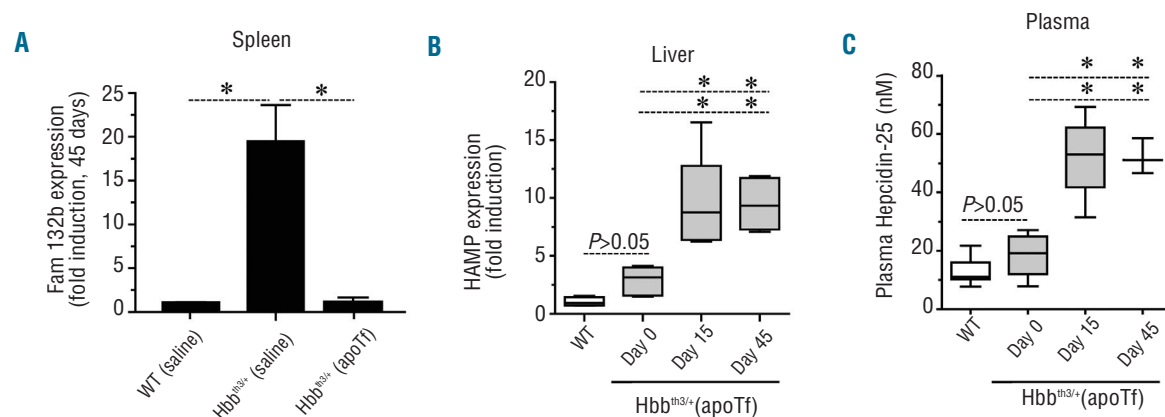 A
Spleen
Fam 132b expression
(fold induction, 45 days)
25
20
15
10
5
0
*
*
WT (saline)
Hbbth3/+ (saline)
Hbbth3/+ (apoTf)
B
Liver
HAMP expression
(fold induction)
20
15
10
5
0
* *
* *
P>0.05
WT
Day 0
Day 15
Day 45
Hbbth3/+(apoTf)
C
Plasma
Plasma Hepcidin-25 (nM)
80
60
40
20
0
* *
* *
P>0.05
WT
Day 0
Day 15
Day 45
Hbbth3/+(apoTf)